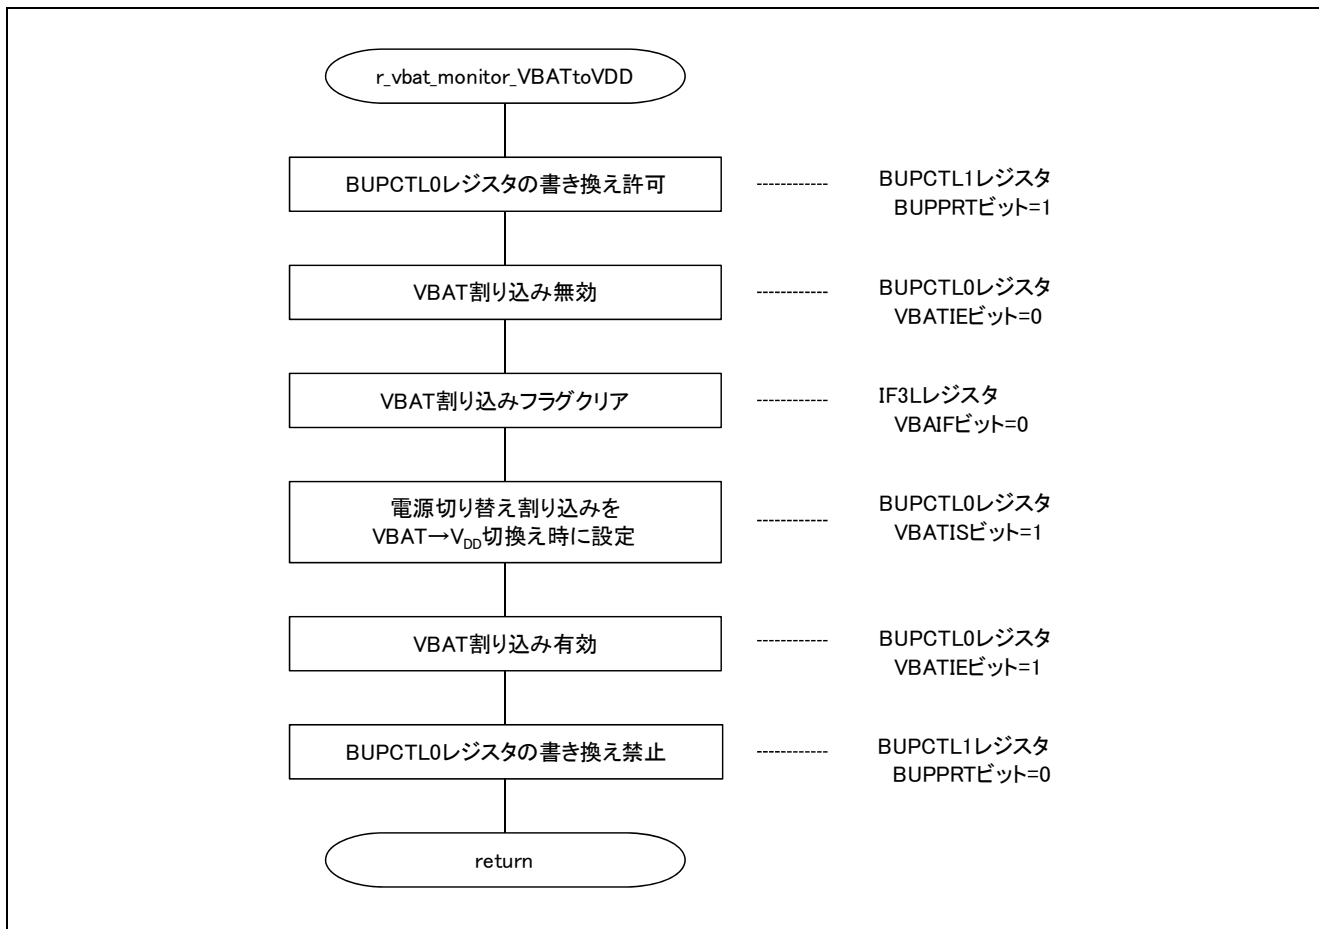 r_vbat_monitor_VBATtoVDD
BUPCTL0レジスタの書き換え許可
BUPCTL1レジスタ
BUPPRTビット=1
VBAT割り込み無効
BUPCTL0レジスタ
VBATIEビット=0
VBAT割り込みフラグクリア
IF3Lレジスタ
VBAIFビット=0
電源切り替え割り込みを
VBAT→VDD切換え時に設定
BUPCTL0レジスタ
VBATISビット=1
VBAT割り込み有効
BUPCTL0レジスタ
VBATIEビット=1
BUPCTL0レジスタの書き換え禁止
BUPCTL1レジスタ
BUPPRTビット=0
return